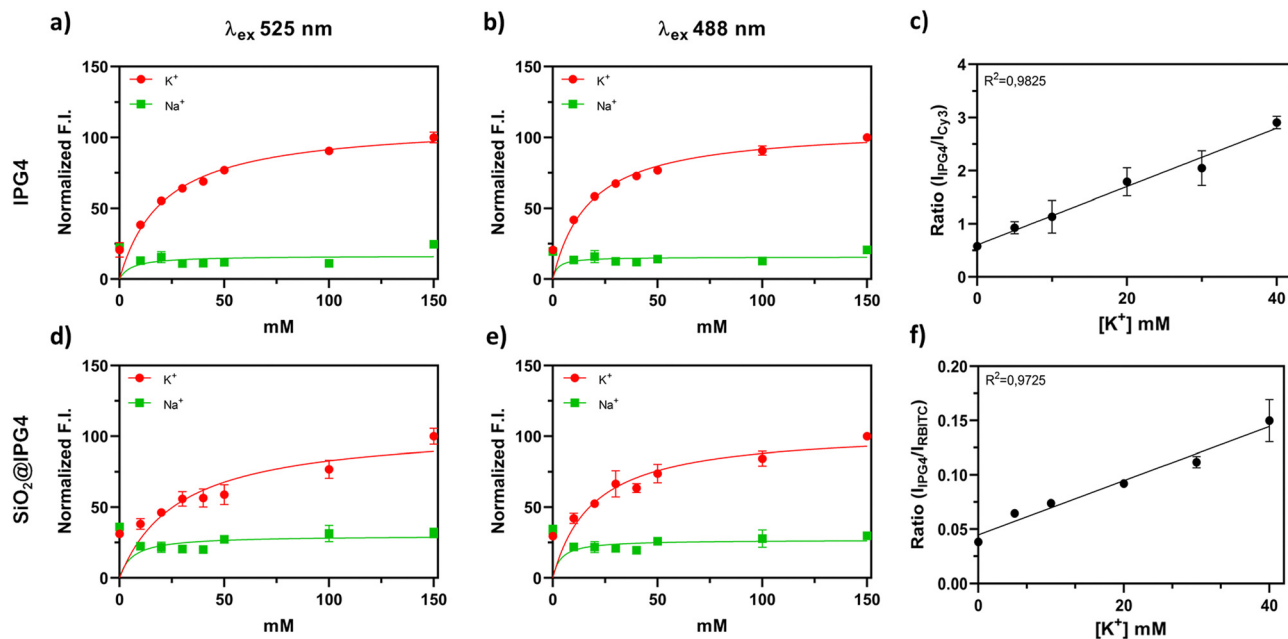 a)
λex 525 nm
b)
λex 488 nm
c)
IPG4
Normalized F.I.
150
100
50
0
K+
Na+
0 50 100 150
mM
Normalized F.I.
150
100
50
0
K+
Na+
0 50 100 150
mM
Ratio (IIPG4/ICy3)
4
3
2
1
0
R2=0,9825
0 20 40
[K+] mM
d)
e)
f)
SiO2@IPG4
Normalized F.I.
150
100
50
0
K+
Na+
0 50 100 150
mM
Normalized F.I.
150
100
50
0
K+
Na+
0 50 100 150
mM
Ratio (IIPG4/IRBITC)
0.20
0.15
0.10
0.05
0.00
R2=0,9725
0 20 40
[K+] mM